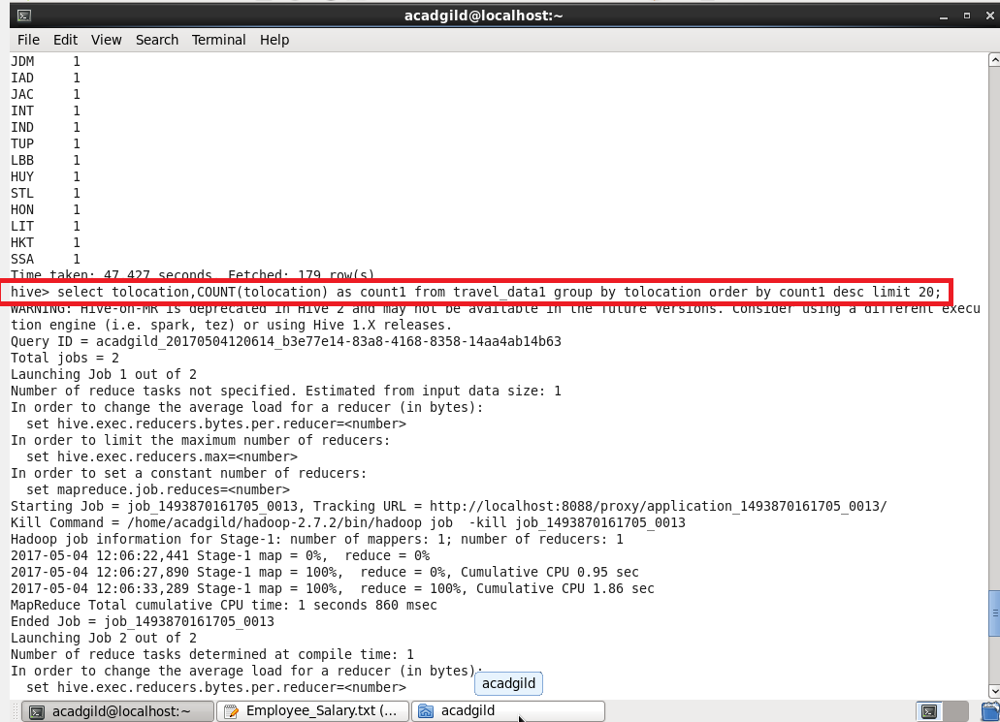 acadgild@localhost:~
File Edit View Search Terminal Help
JDM 1
IAD 1
JAC 1
INT 1
IND 1
TUP 1
LBB 1
HUY 1
STL 1
HON 1
LIT 1
HKT 1
SSA 1
Time taken: 47.427 seconds, Fetched: 179 row(s)
hive> select tolocation,COUNT(tolocation) as count1 from travel_data1 group by tolocation order by count1 desc limit 20;
WARNING: Hive-on-MR is deprecated in Hive 2 and may not be available in the future versions. Consider using a different execu
tion engine (i.e. spark, tez) or using Hive 1.X releases.
Query ID = acadgild_20170504120614_b3e77e14-83a8-4168-8358-14aa4ab14b63
Total jobs = 2
Launching Job 1 out of 2
Number of reduce tasks not specified. Estimated from input data size: 1
In order to change the average load for a reducer (in bytes):
  set hive.exec.reducers.bytes.per.reducer=<number>
In order to limit the maximum number of reducers:
  set hive.exec.reducers.max=<number>
In order to set a constant number of reducers:
  set mapreduce.job.reduces=<number>
Starting Job = job_1493870161705_0013, Tracking URL = http://localhost:8088/proxy/application_1493870161705_0013/
Kill Command = /home/acadgild/hadoop-2.7.2/bin/hadoop job  -kill job_1493870161705_0013
Hadoop job information for Stage-1: number of mappers: 1; number of reducers: 1
2017-05-04 12:06:22,441 Stage-1 map = 0%,  reduce = 0%
2017-05-04 12:06:27,890 Stage-1 map = 100%,  reduce = 0%, Cumulative CPU 0.95 sec
2017-05-04 12:06:33,289 Stage-1 map = 100%,  reduce = 100%, Cumulative CPU 1.86 sec
MapReduce Total cumulative CPU time: 1 seconds 860 msec
Ended Job = job_1493870161705_0013
Launching Job 2 out of 2
Number of reduce tasks determined at compile time: 1
In order to change the average load for a reducer (in bytes):
  set hive.exec.reducers.bytes.per.reducer=<number>
acadgild
acadgild@localhost:~ Employee_Salary.txt (... acadgild